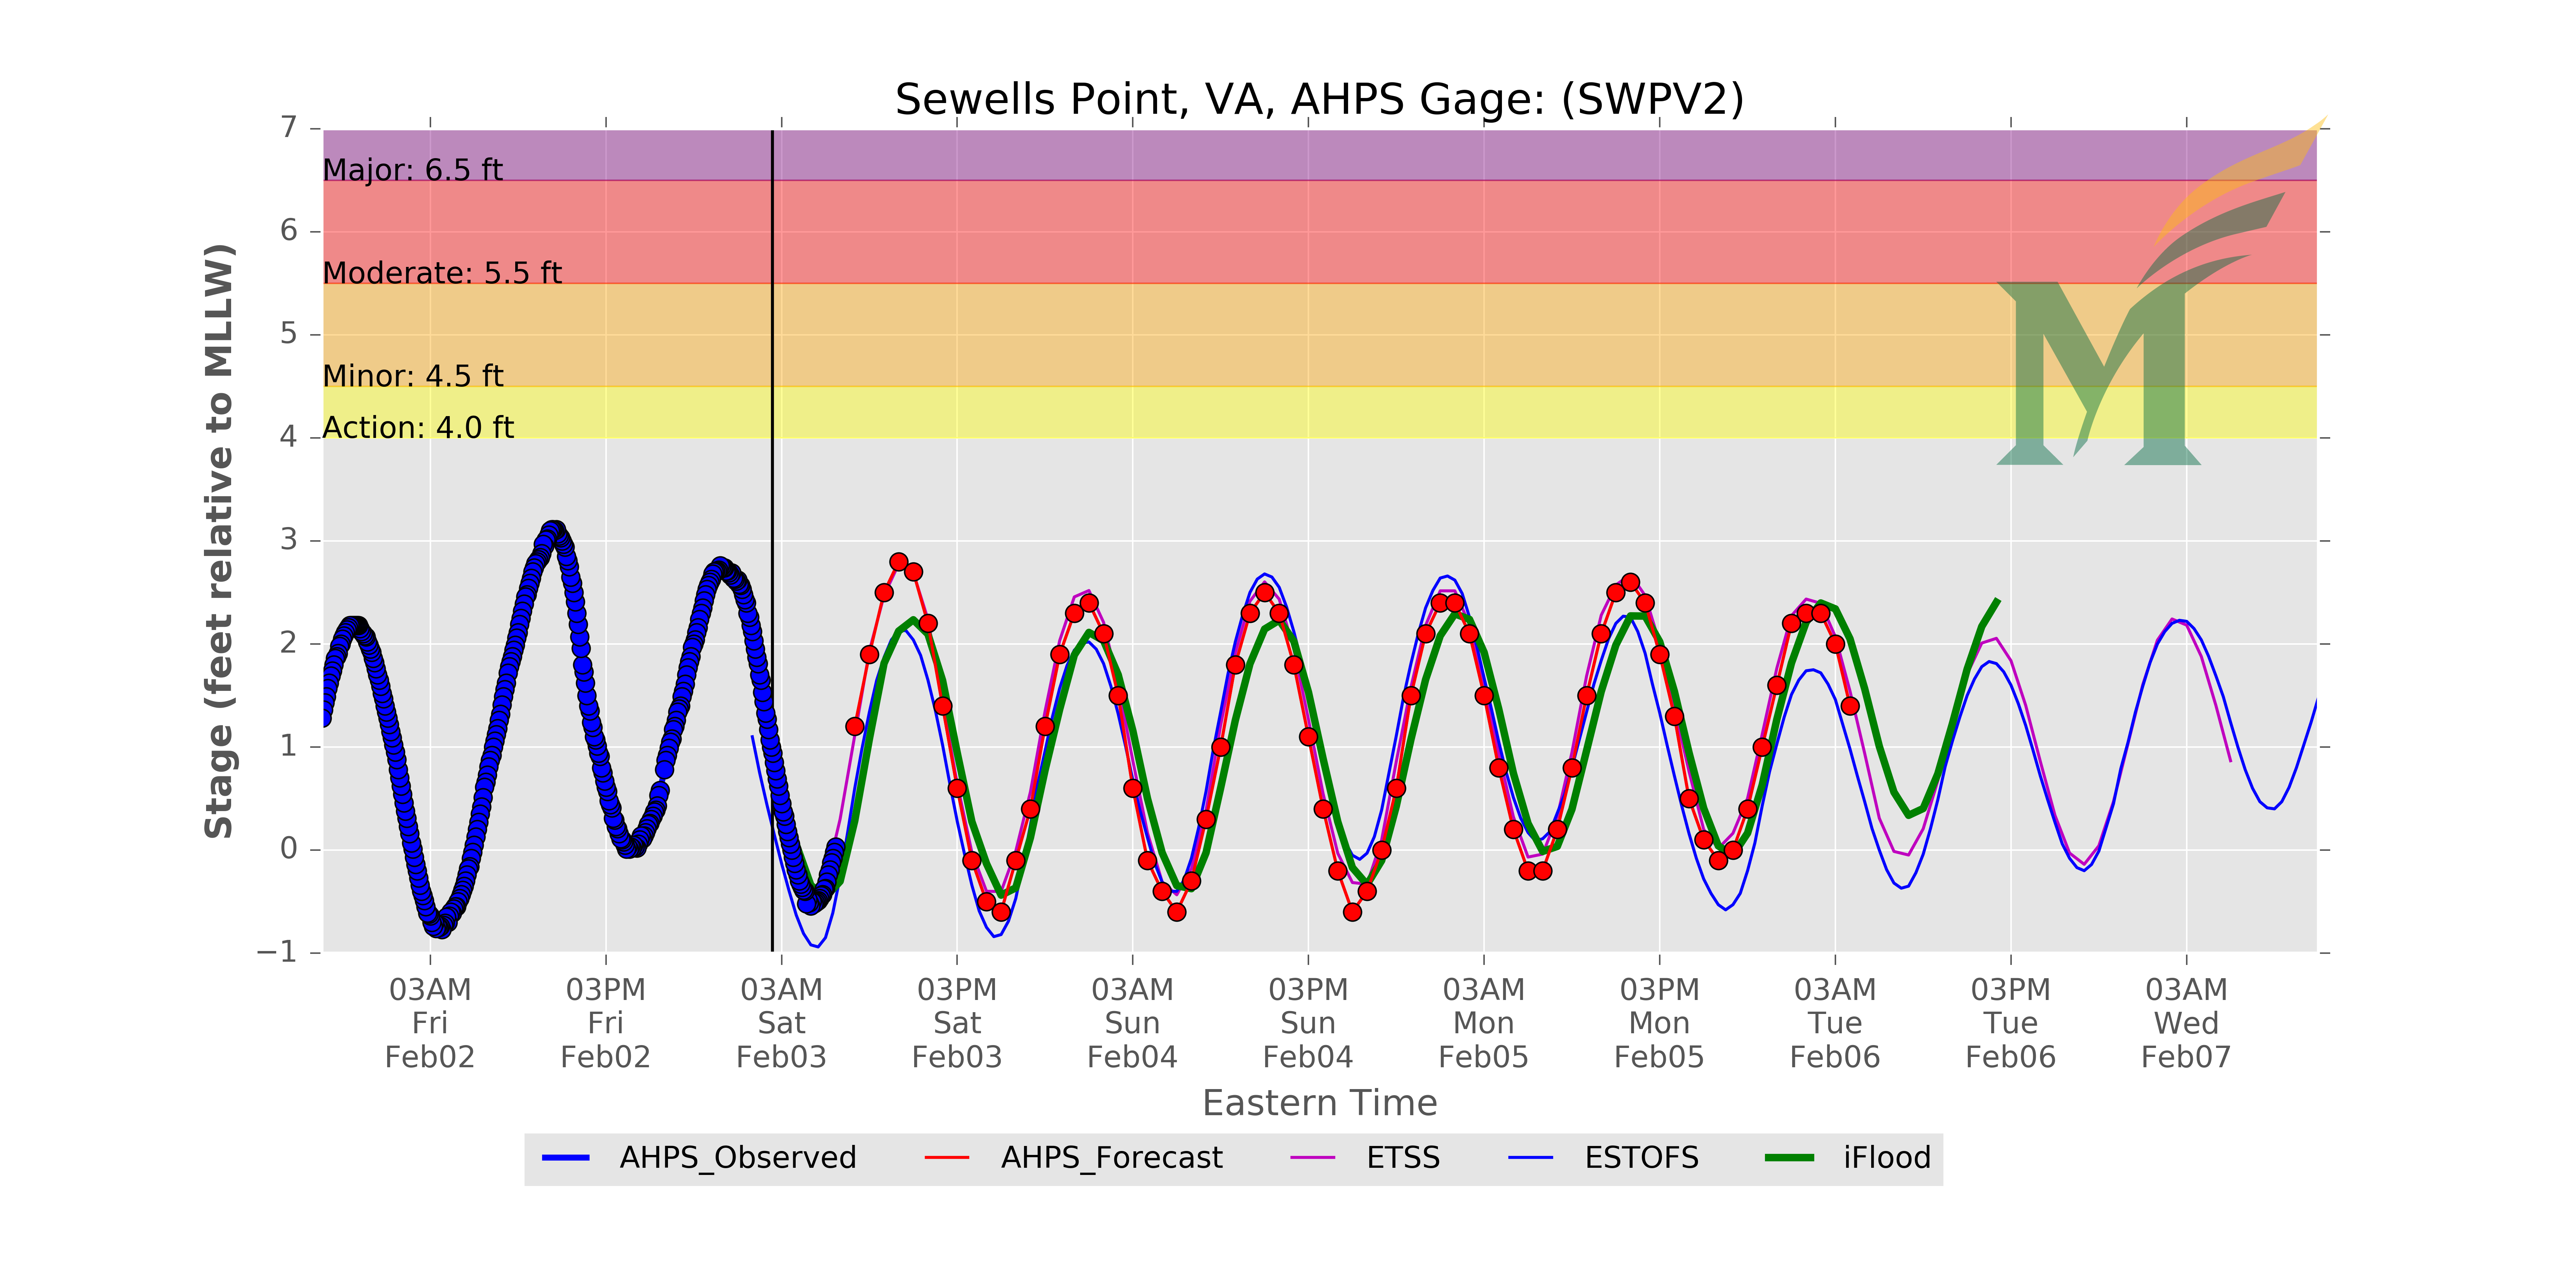 Sewells Point, VA, AHPS Gage: (SWPV2)
7
Major: 6.5 ft
6
Moderate: 5.5 ft
5
Minor: 4.5 ft
Action: 4.0 ft
4
3
2
1
0
−1
Stage (feet relative to MLLW)
03AM 03PM 03AM 03PM 03AM 03PM 03AM 03PM 03AM 03PM 03AM
Fri Fri Sat Sat Sun Sun Mon Mon Tue Tue Wed
Feb02 Feb02 Feb03 Feb03 Feb04 Feb04 Feb05 Feb05 Feb06 Feb06 Feb07
Eastern Time
AHPS_Observed AHPS_Forecast ETSS ESTOFS iFlood